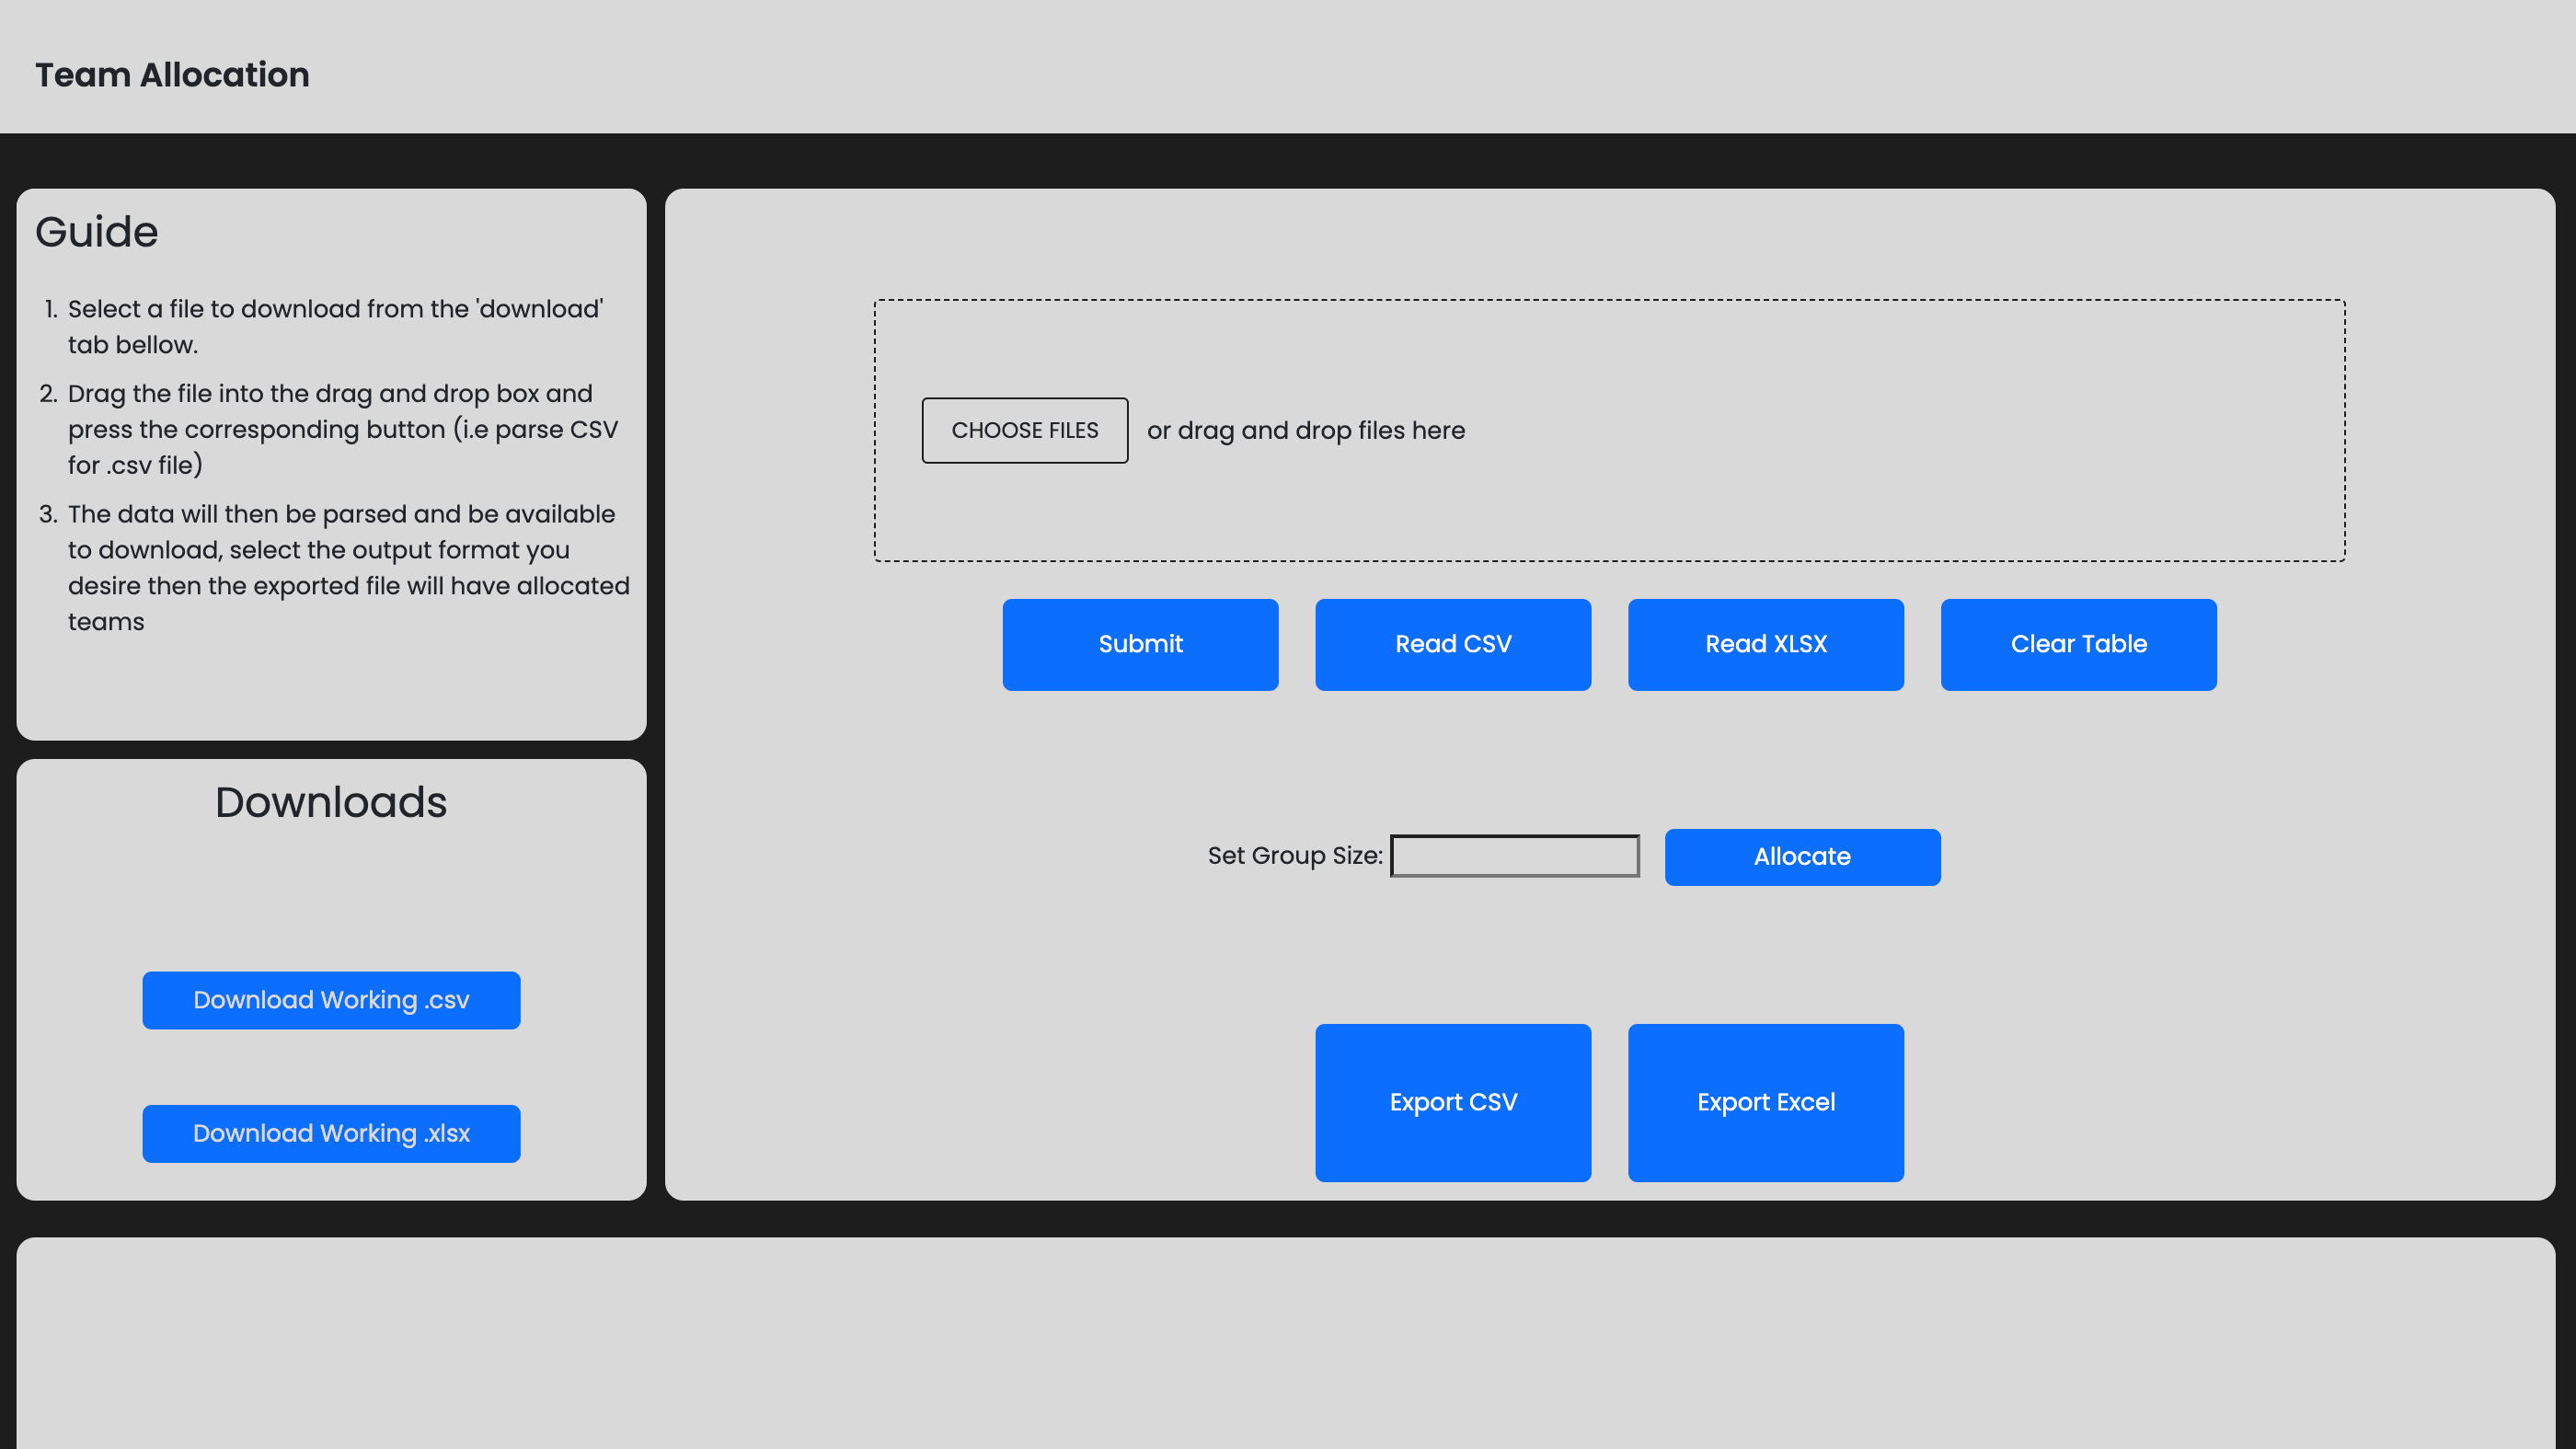 Team Allocation
Guide
1. Select a file to download from the 'download'
tab bellow.
2. Drag the file into the drag and drop box and
press the corresponding button (i.e parse CSV
for .csv file)
3. The data will then be parsed and be available
to download, select the output format you
desire then the exported file will have allocated
teams
Downloads
Download Working .csv
Download Working .xlsx
CHOOSE FILES or drag and drop files here
Submit Read CSV Read XLSX Clear Table
Set Group Size: Allocate
Export CSV Export Excel